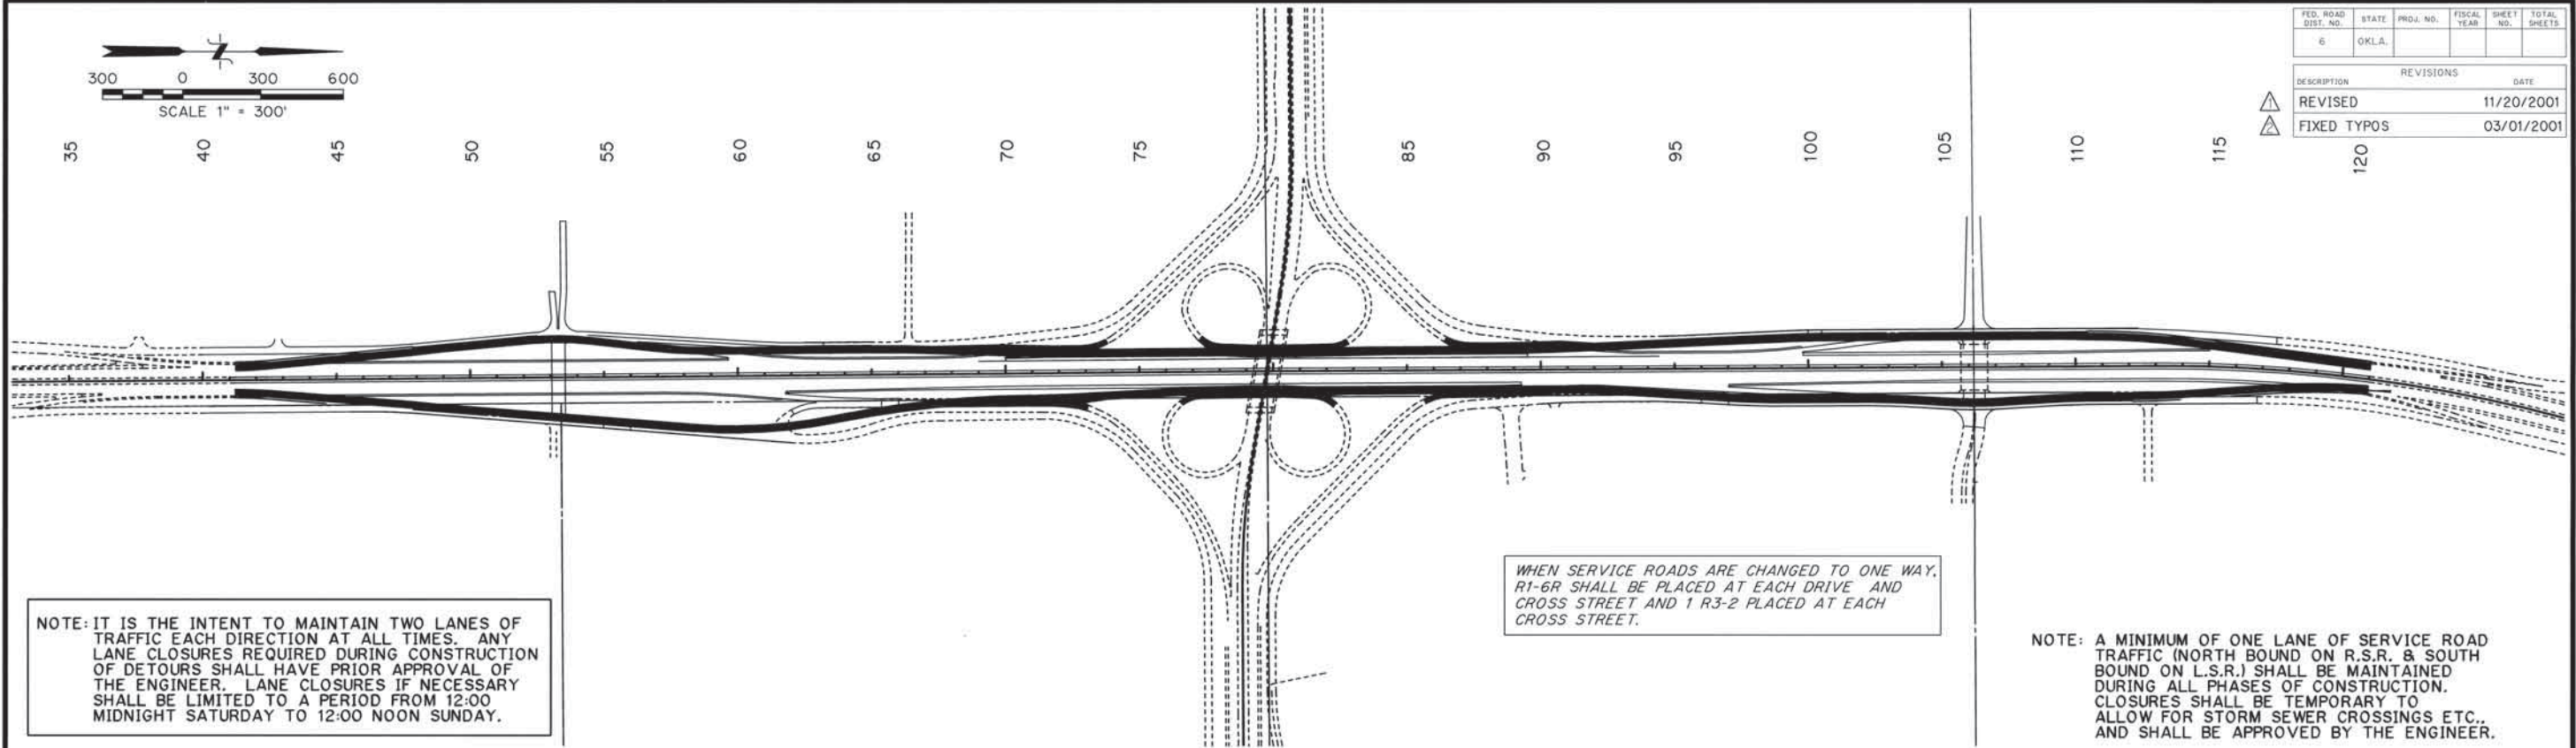 300 0 300 600
SCALE 1" = 300'
FED. ROAD DIST. NO. STATE PROJ. NO. FISCAL YEAR SHEET NO. TOTAL SHEETS
6 OKLA.
REVISIONS
DESCRIPTION DATE
1 REVISED 11/20/2001
2 FIXED TYPOS 03/01/2001
35 40 45 50 55 60 65 70 75 85 90 95 100 105 110 115 120
WHEN SERVICE ROADS ARE CHANGED TO ONE WAY,
R1-6R SHALL BE PLACED AT EACH DRIVE AND
CROSS STREET AND 1 R3-2 PLACED AT EACH
CROSS STREET.
NOTE: IT IS THE INTENT TO MAINTAIN TWO LANES OF
TRAFFIC EACH DIRECTION AT ALL TIMES. ANY
LANE CLOSURES REQUIRED DURING CONSTRUCTION
OF DETOURS SHALL HAVE PRIOR APPROVAL OF
THE ENGINEER. LANE CLOSURES IF NECESSARY
SHALL BE LIMITED TO A PERIOD FROM 12:00
MIDNIGHT SATURDAY TO 12:00 NOON SUNDAY.
NOTE: A MINIMUM OF ONE LANE OF SERVICE ROAD
TRAFFIC (NORTH BOUND ON R.S.R. & SOUTH
BOUND ON L.S.R.) SHALL BE MAINTAINED
DURING ALL PHASES OF CONSTRUCTION.
CLOSURES SHALL BE TEMPORARY TO
ALLOW FOR STORM SEWER CROSSINGS ETC.,
AND SHALL BE APPROVED BY THE ENGINEER.